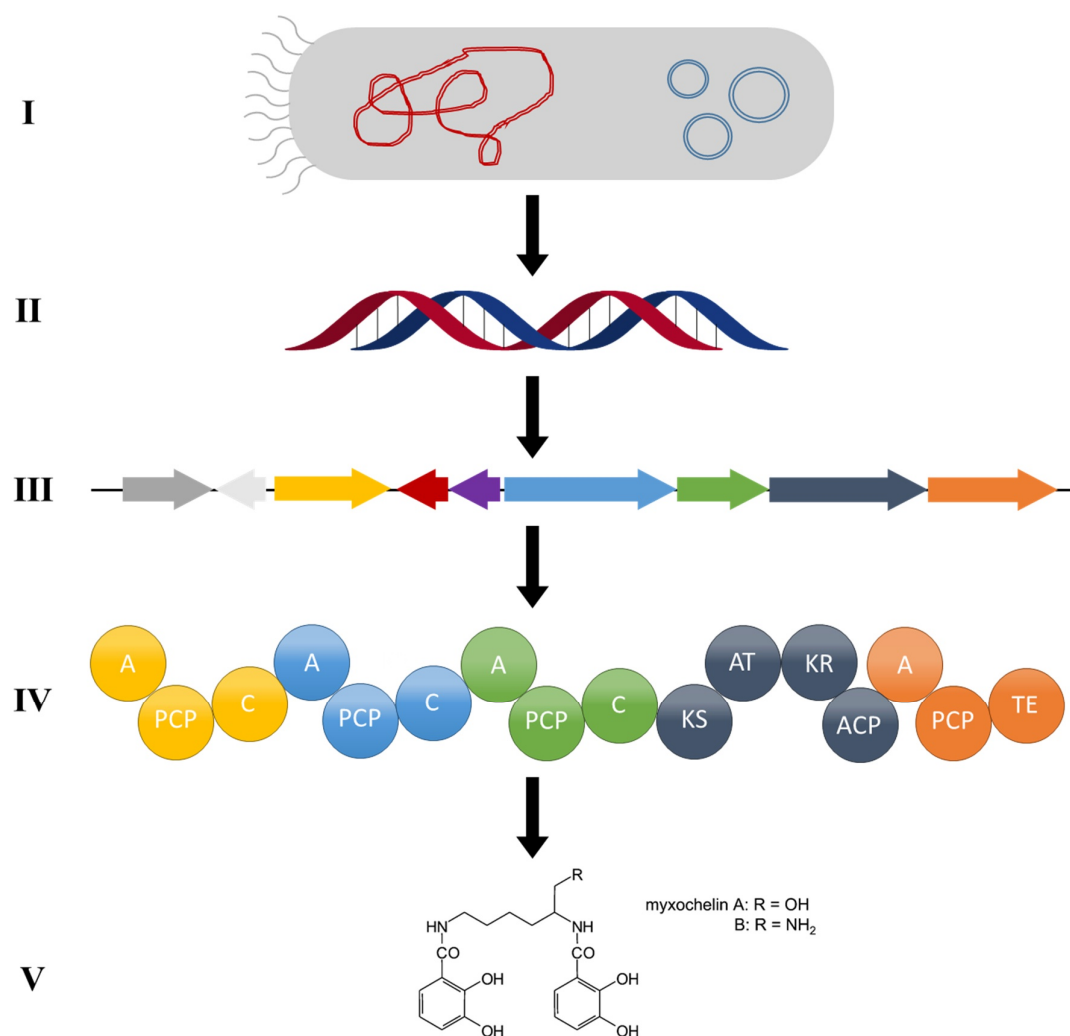 I
II
III
A
PCP
C
A
PCP
C
A
PCP
C
KS
AT
KR
ACP
A
PCP
TE
IV
R
myxochelin A: R = OH
B: R = NH₂
HN
NH
CO
CO
OH
OH
OH
OH
V